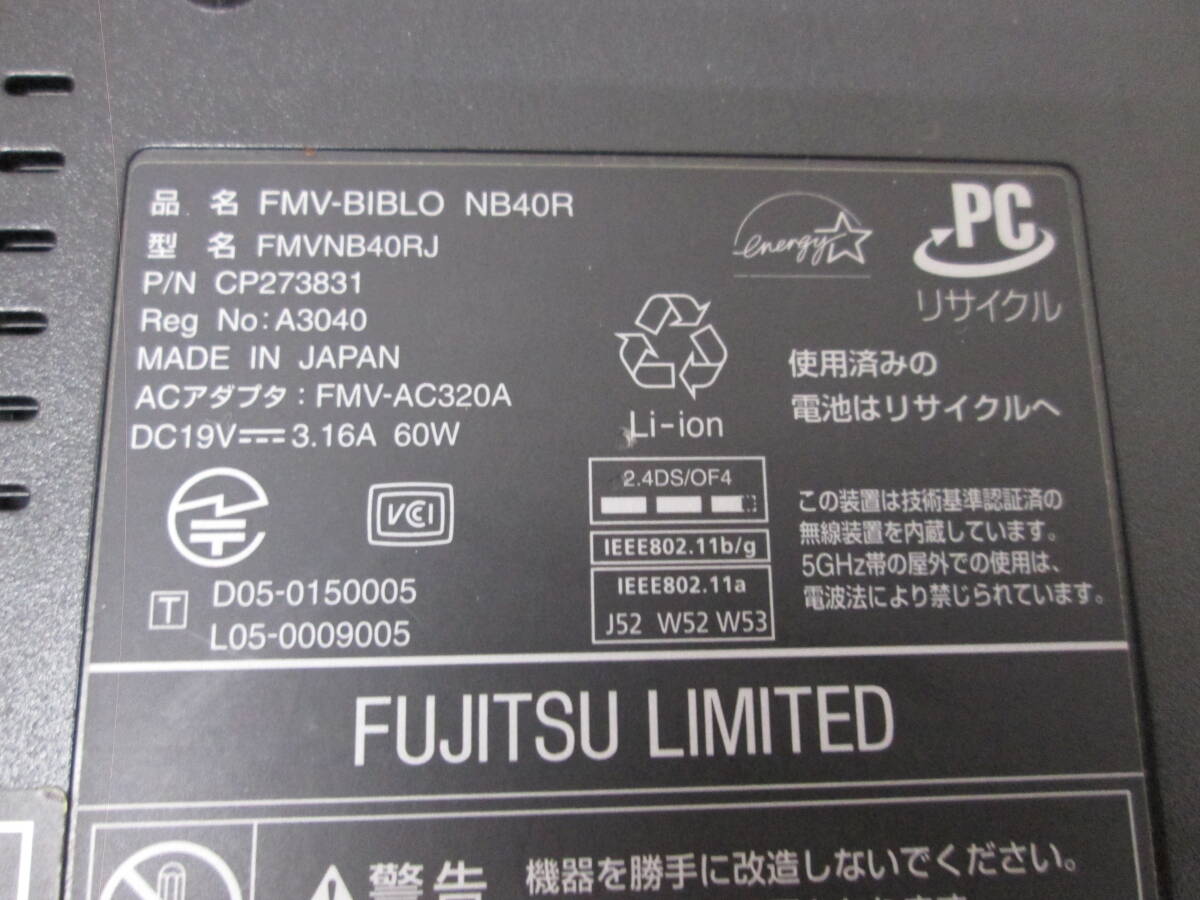 品 名 FMV-BIBLO NB40R
型 名 FMVNB40RJ
P/N CP273831
Reg No:A3040
MADE IN JAPAN
ACアダプタ：FMV-AC320A
DC19V⎓3.16A 60W
energy
PC
リサイクル
Li-ion
使用済みの
電池はリサイクルへ
VCI
T D05-0150005
L05-0009005
2.4DS/OF4
IEEE802.11b/g
IEEE802.11a
J52 W52 W53
この装置は技術基準認証済の
無線装置を内蔵しています。
5GHz帯の屋外での使用は、
電波法により禁じられています。
FUJITSU LIMITED
警告 機器を勝手に改造しないでください。